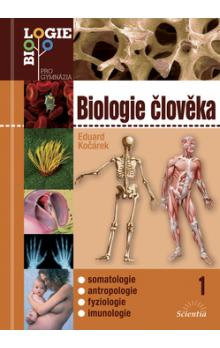 BIO
LOGIE
PRO
GYMNÁZIA
Biologie člověka
Eduard
Kočárek
somatologie
antropologie
fyziologie
imunologie
1
Scientia